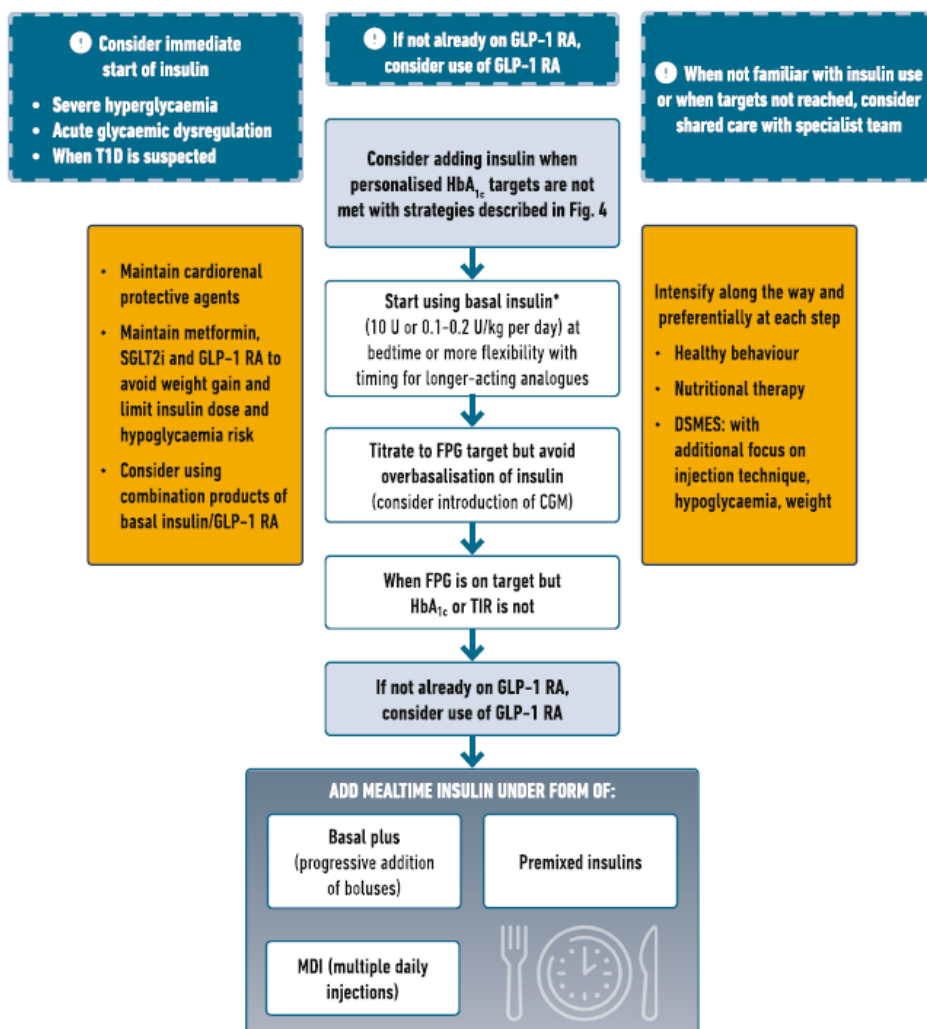 ! Consider immediate
start of insulin
• Severe hyperglycaemia
• Acute glycaemic dysregulation
• When T1D is suspected
! If not already on GLP-1 RA,
consider use of GLP-1 RA
! When not familiar with insulin use
or when targets not reached, consider
shared care with specialist team
Consider adding insulin when
personalised HbA1c targets are not
met with strategies described in Fig. 4
• Maintain cardiorenal
protective agents
• Maintain metformin,
SGLT2i and GLP-1 RA to
avoid weight gain and
limit insulin dose and
hypoglycaemia risk
• Consider using
combination products of
basal insulin/GLP-1 RA
Start using basal insulin*
(10 U or 0.1-0.2 U/kg per day) at
bedtime or more flexibility with
timing for longer-acting analogues
Titrate to FPG target but avoid
overbasalisation of insulin
(consider introduction of CGM)
When FPG is on target but
HbA1c or TIR is not
If not already on GLP-1 RA,
consider use of GLP-1 RA
Intensify along the way and
preferentially at each step
• Healthy behaviour
• Nutritional therapy
• DSMES: with
additional focus on
injection technique,
hypoglycaemia, weight
ADD MEALTIME INSULIN UNDER FORM OF:
Basal plus
(progressive addition
of boluses)
Premixed insulins
MDI (multiple daily
injections)